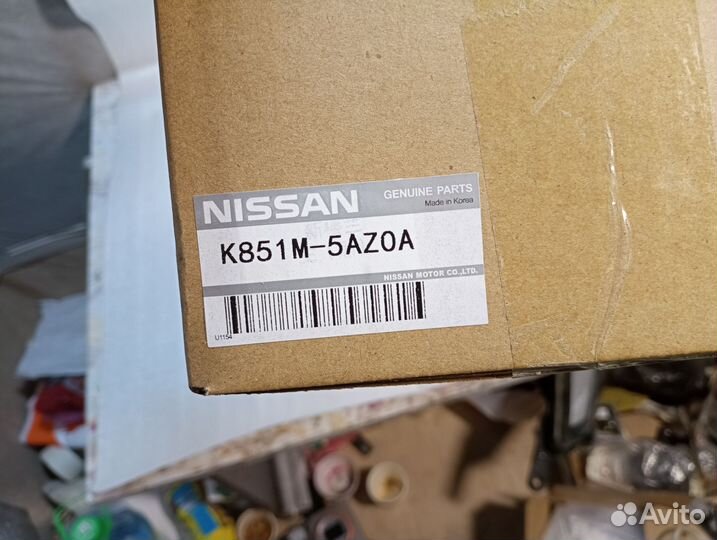 NISSAN
GENUINE PARTS
Made in Korea
K851M-5AZ0A
NISSAN MOTOR CO.,LTD.
U1154
Avito